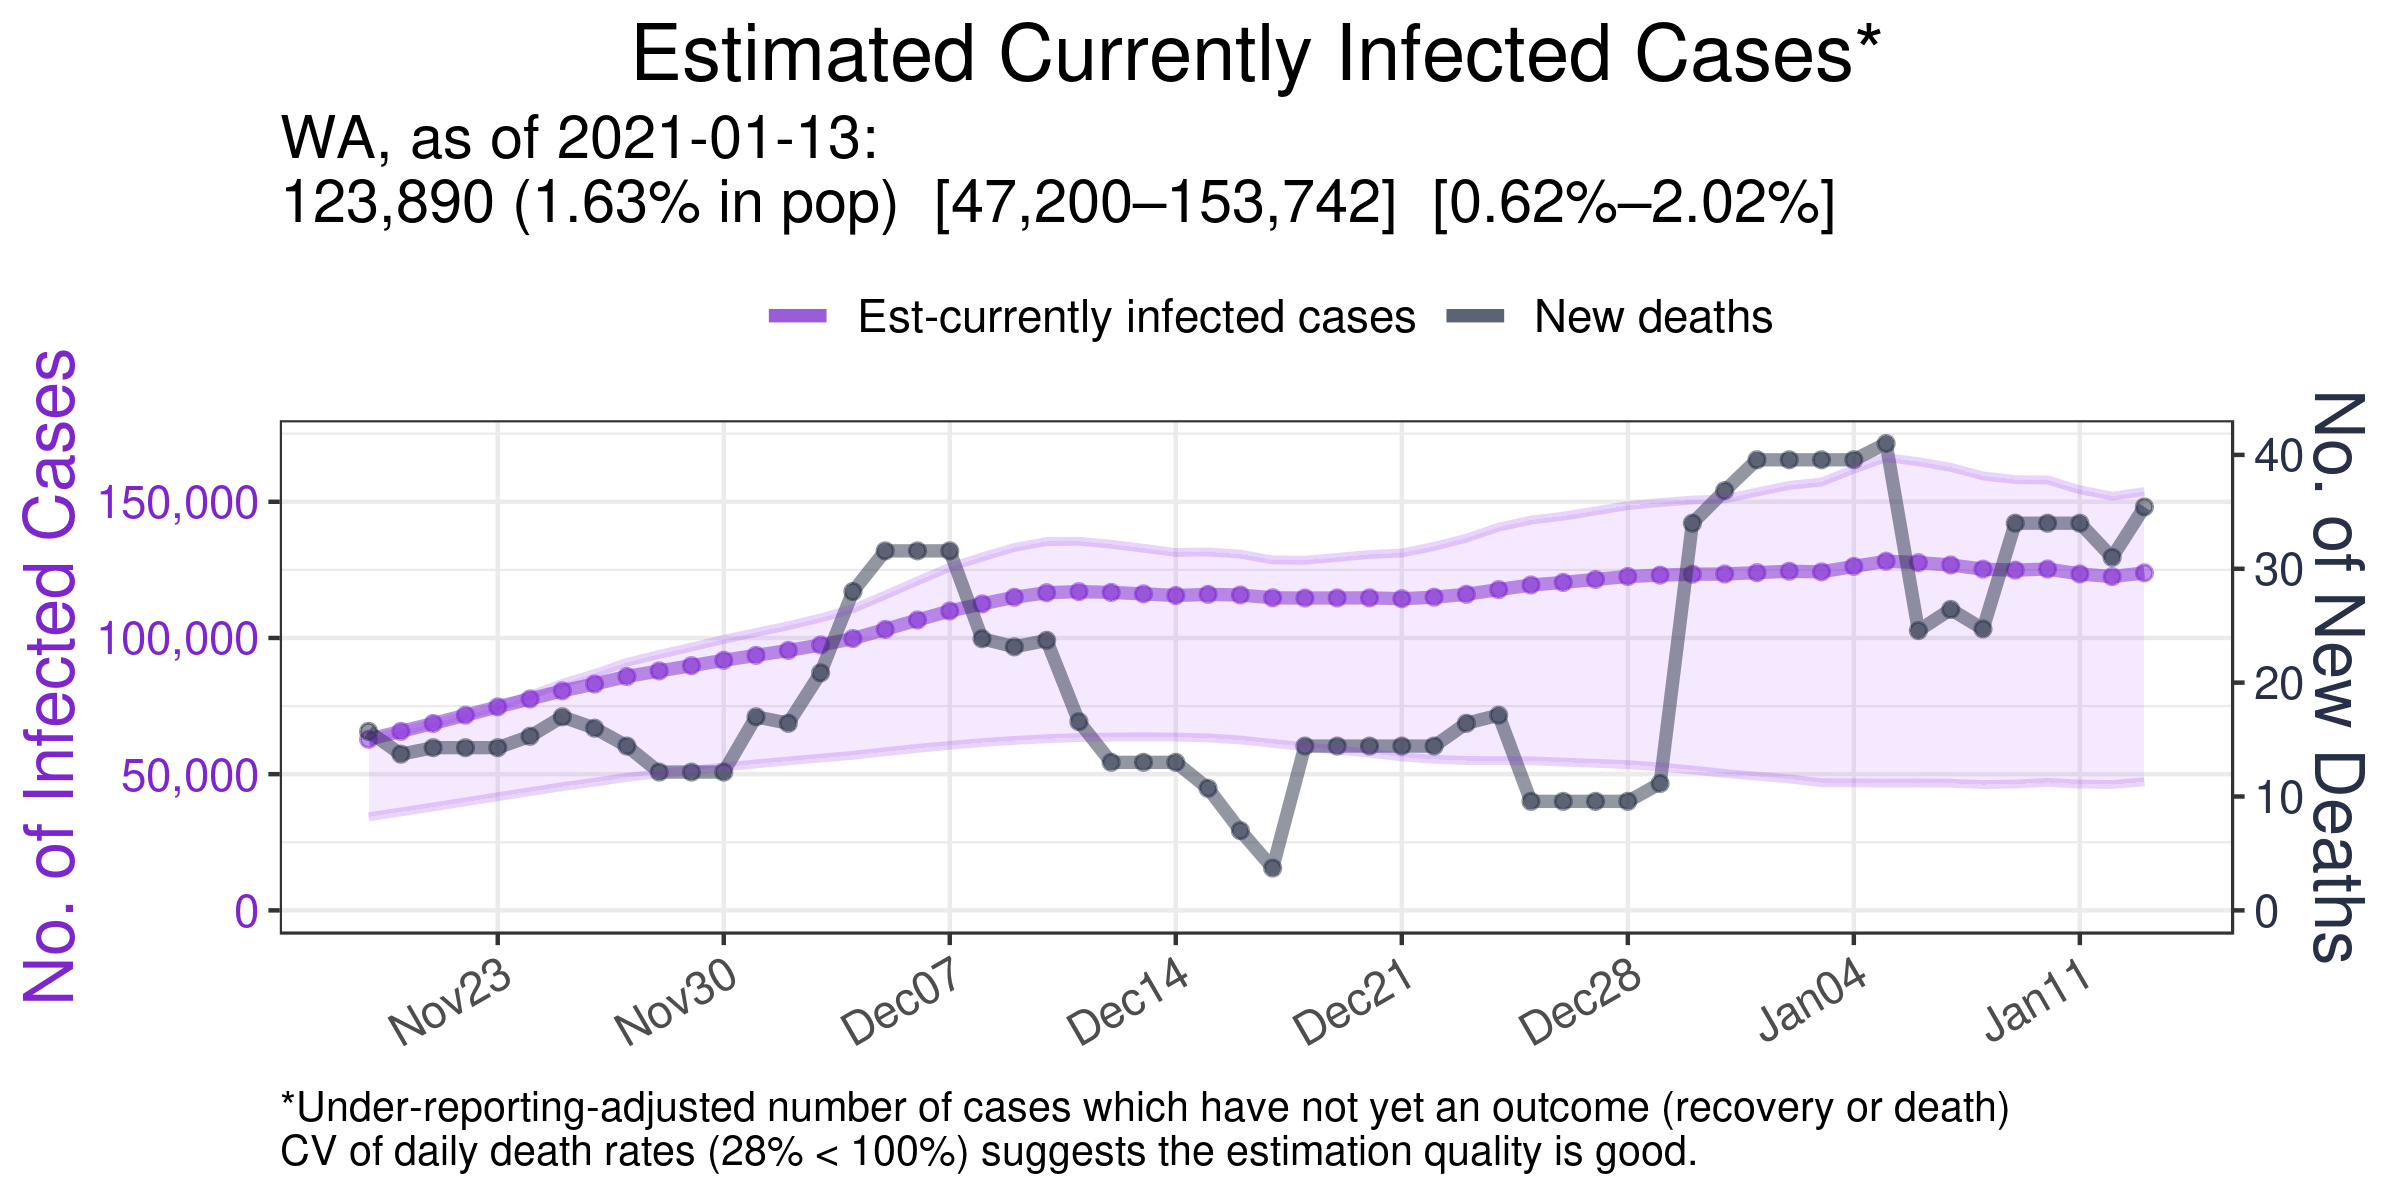 Estimated Currently Infected Cases*
WA, as of 2021-01-13:
123,890 (1.63% in pop)  [47,200–153,742]  [0.62%–2.02%]
Est-currently infected cases
New deaths
No. of Infected Cases
150,000
100,000
50,000
0
40
30
20
10
0
No. of New Deaths
Nov23
Nov30
Dec07
Dec14
Dec21
Dec28
Jan04
Jan11
*Under-reporting-adjusted number of cases which have not yet an outcome (recovery or death)
CV of daily death rates (28% < 100%) suggests the estimation quality is good.